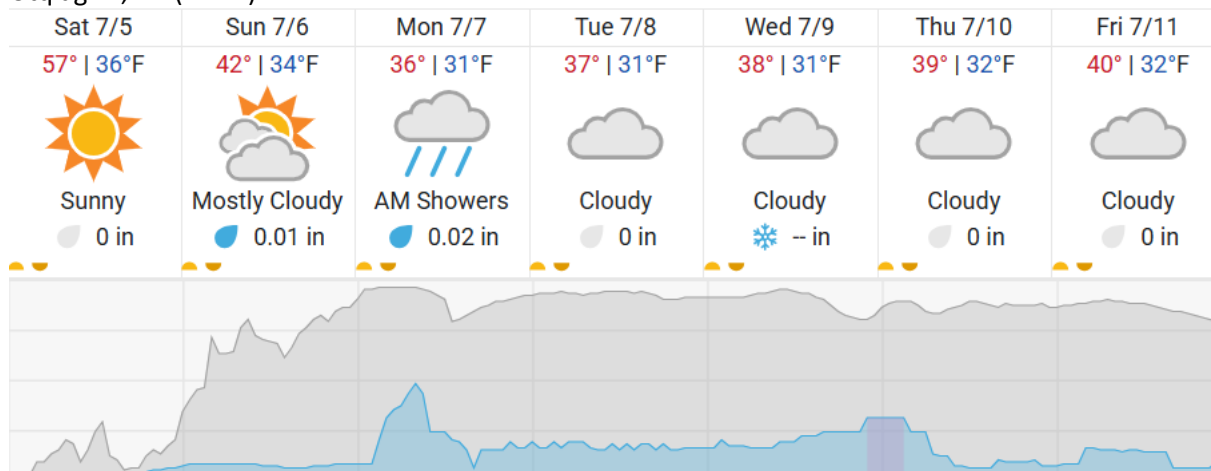 Sat 7/5 Sun 7/6 Mon 7/7 Tue 7/8 Wed 7/9 Thu 7/10 Fri 7/11
57° | 36°F 42° | 34°F 36° | 31°F 37° | 31°F 38° | 31°F 39° | 32°F 40° | 32°F
Sunny Mostly Cloudy AM Showers Cloudy Cloudy Cloudy Cloudy
0 in 0.01 in 0.02 in 0 in -- in 0 in 0 in